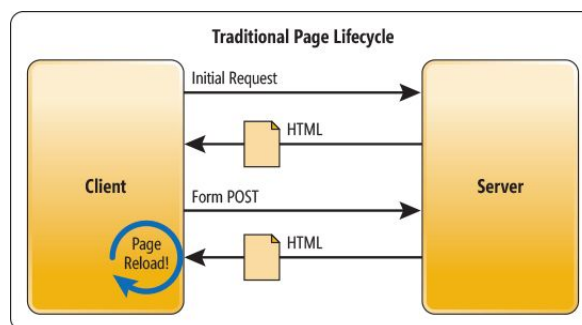 Traditional Page Lifecycle
Initial Request
HTML
Client
Server
Form POST
HTML
Page
Reload!